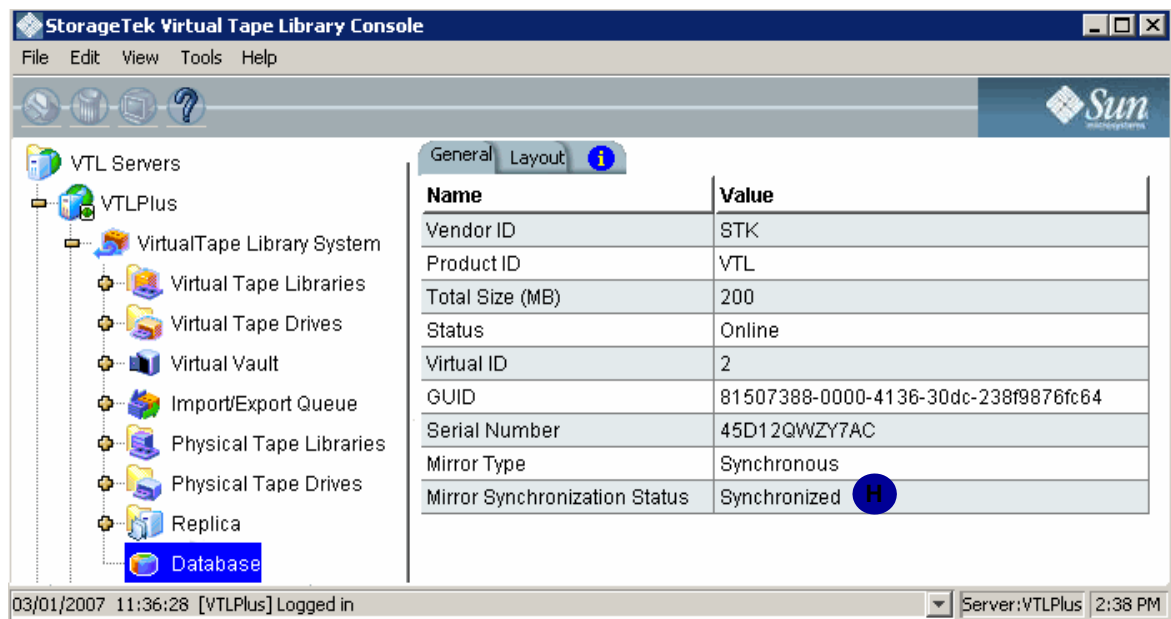 StorageTek Virtual Tape Library Console
File Edit View Tools Help
Sun
microsystems
VTL Servers
VTLPlus
VirtualTape Library System
Virtual Tape Libraries
Virtual Tape Drives
Virtual Vault
Import/Export Queue
Physical Tape Libraries
Physical Tape Drives
Replica
Database
General Layout i
Name Value
Vendor ID STK
Product ID VTL
Total Size (MB) 200
Status Online
Virtual ID 2
GUID 81507388-0000-4136-30dc-238f9876fc64
Serial Number 45D12QWZY7AC
Mirror Type Synchronous
Mirror Synchronization Status Synchronized H
03/01/2007 11:36:28 [VTLPlus] Logged in Server:VTLPlus 2:38 PM